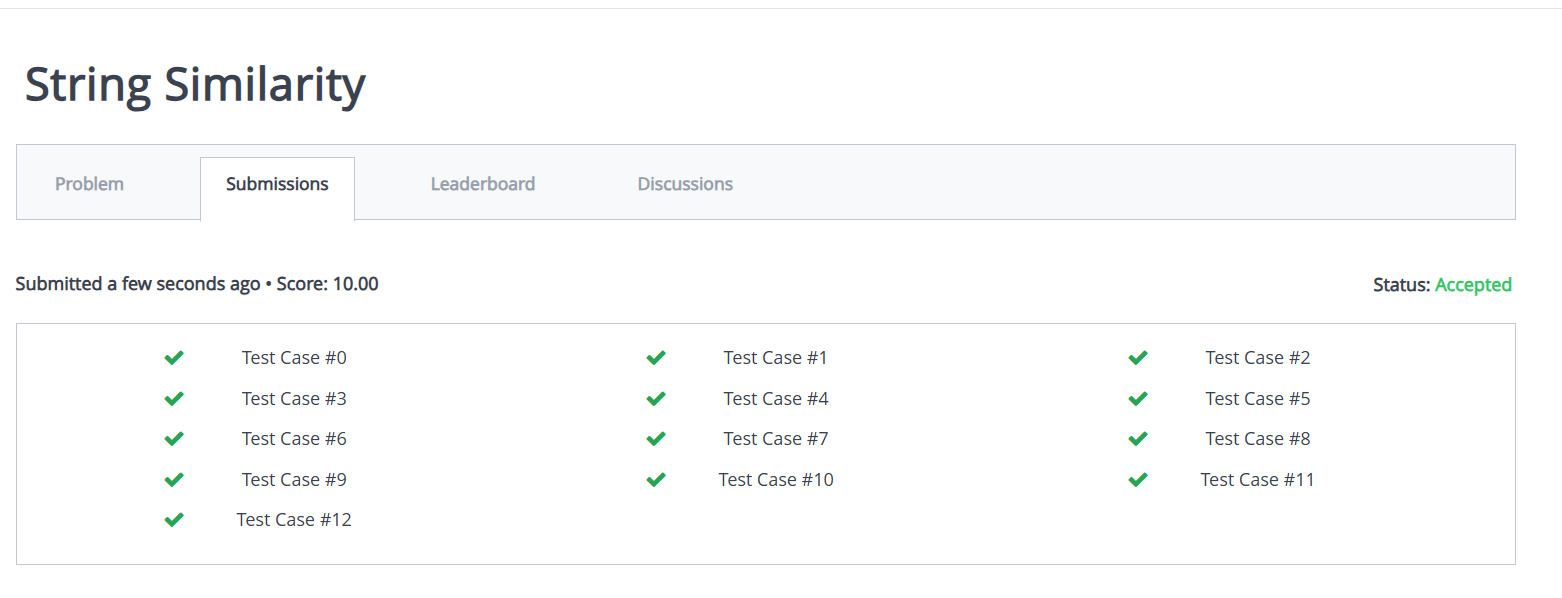 String Similarity
Problem Submissions Leaderboard Discussions
Submitted a few seconds ago • Score: 10.00 Status: Accepted
Test Case #0 Test Case #1 Test Case #2
Test Case #3 Test Case #4 Test Case #5
Test Case #6 Test Case #7 Test Case #8
Test Case #9 Test Case #10 Test Case #11
Test Case #12